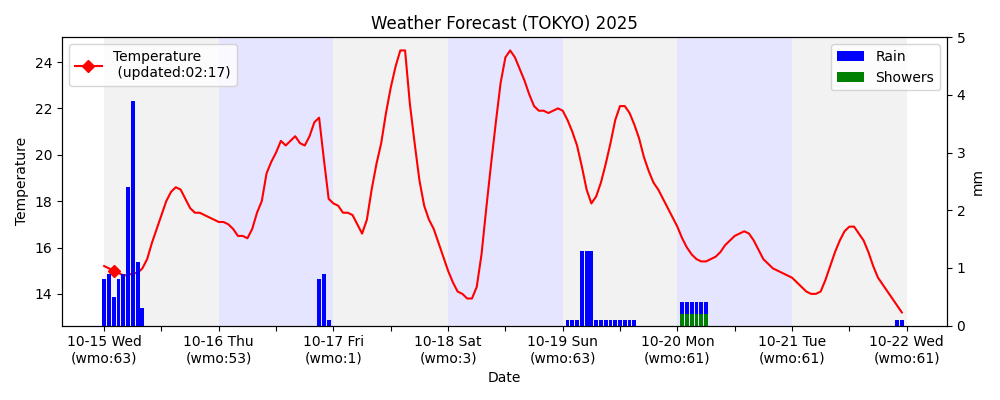 Weather Forecast (TOKYO) 2025
Temperature
(updated:02:17)
Rain
Showers
24
22
20
18
16
14
Temperature
5
4
3
2
1
0
mm
10-15 Wed
(wmo:63)
10-16 Thu
(wmo:53)
10-17 Fri
(wmo:1)
10-18 Sat
(wmo:3)
10-19 Sun
(wmo:63)
10-20 Mon
(wmo:61)
10-21 Tue
(wmo:61)
10-22 Wed
(wmo:61)
Date